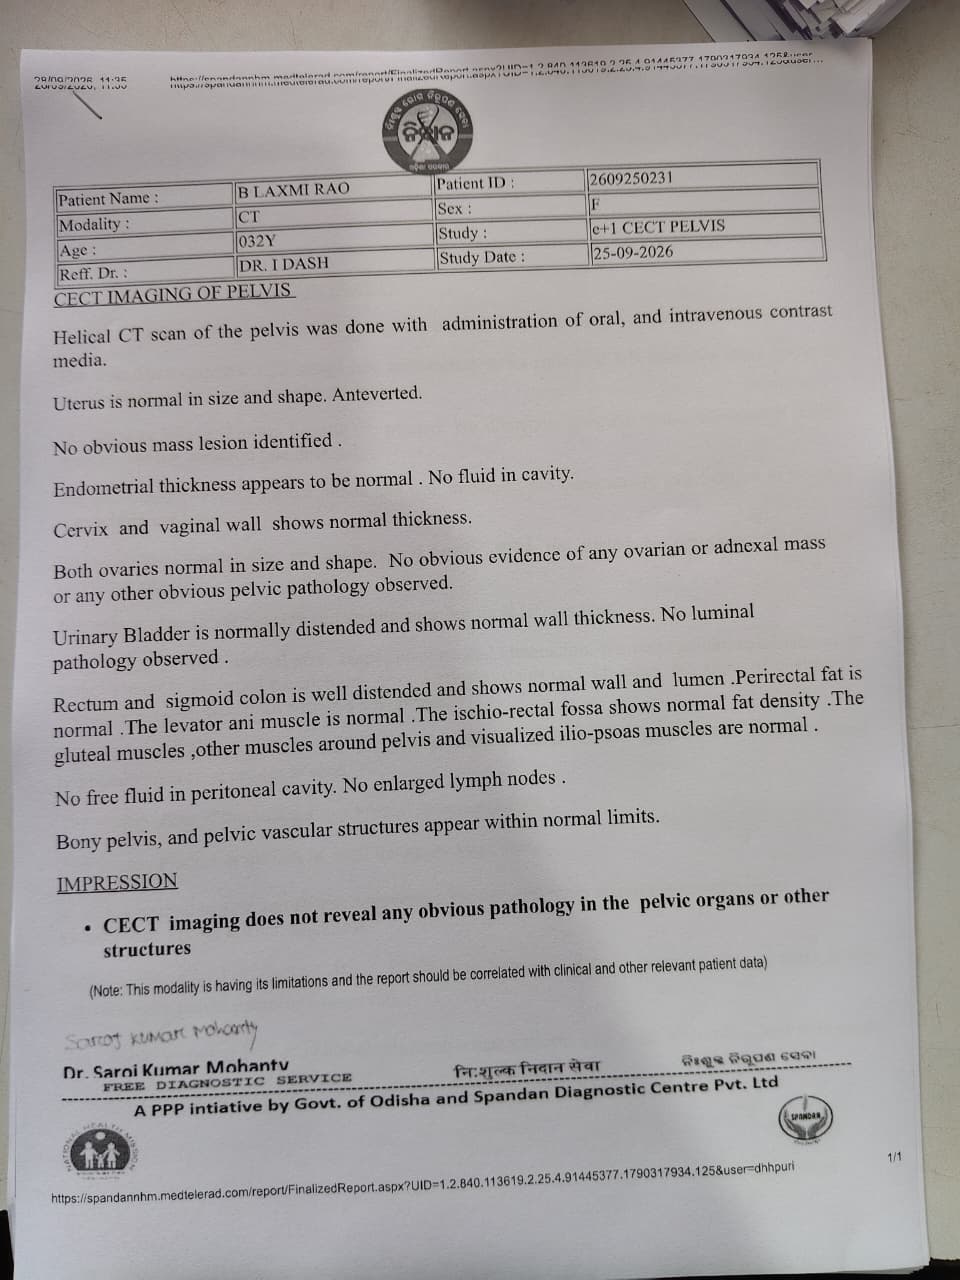 28/09/2026, 11:35
B LAXMI RAO
Patient Name :
Patient ID :
2609250231
Modality :
CT
Sex :
F
Age :
032Y
Study :
e+1 CECT PELVIS
Reff. Dr. :
DR. I DASH
Study Date :
25-09-2026
CECT IMAGING OF PELVIS
Helical CT scan of the pelvis was done with administration of oral, and intravenous contrast
media.
Uterus is normal in size and shape. Anteverted.
No obvious mass lesion identified .
Endometrial thickness appears to be normal . No fluid in cavity.
Cervix and vaginal wall shows normal thickness.
Both ovaries normal in size and shape. No obvious evidence of any ovarian or adnexal mass
or any other obvious pelvic pathology observed.
Urinary Bladder is normally distended and shows normal wall thickness. No luminal
pathology observed .
Rectum and sigmoid colon is well distended and shows normal wall and lumen .Perirectal fat is
normal .The levator ani muscle is normal .The ischio-rectal fossa shows normal fat density .The
gluteal muscles ,other muscles around pelvis and visualized ilio-psoas muscles are normal .
No free fluid in peritoneal cavity. No enlarged lymph nodes .
Bony pelvis, and pelvic vascular structures appear within normal limits.
IMPRESSION
• CECT imaging does not reveal any obvious pathology in the pelvic organs or other
structures
(Note: This modality is having its limitations and the report should be correlated with clinical and other relevant patient data)
Saroj Kumar Mohanty
Dr. Saroj Kumar Mohanty
FREE DIAGNOSTIC SERVICE
नि:शुल्क निदान सेवा
ନିଃଶୁଳ୍କ ନିରୂପଣ ସେବା
A PPP intiative by Govt. of Odisha and Spandan Diagnostic Centre Pvt. Ltd
NATIONAL HEALTH MISSION
SPANDAN
https://spandannhm.medtelerad.com/report/FinalizedReport.aspx?UID=1.2.840.113619.2.25.4.91445377.1790317934.125&user=dhhpuri
1/1